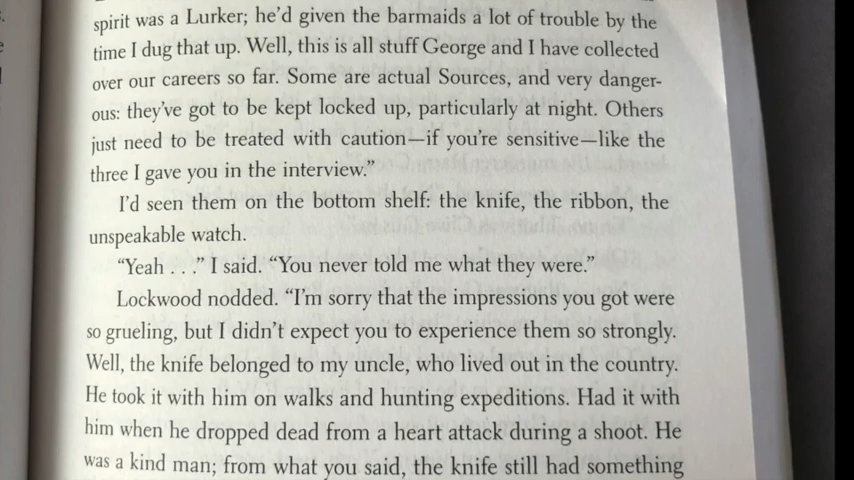 spirit was a Lurker; he'd given the barmaids a lot of trouble by the
time I dug that up. Well, this is all stuff George and I have collected
over our careers so far. Some are actual Sources, and very danger-
ous: they've got to be kept locked up, particularly at night. Others
just need to be treated with caution—if you're sensitive—like the
three I gave you in the interview."
I'd seen them on the bottom shelf: the knife, the ribbon, the
unspeakable watch.
"Yeah . . ." I said. "You never told me what they were."
Lockwood nodded. "I'm sorry that the impressions you got were
so grueling, but I didn't expect you to experience them so strongly.
Well, the knife belonged to my uncle, who lived out in the country.
He took it with him on walks and hunting expeditions. Had it with
him when he dropped dead from a heart attack during a shoot. He
was a kind man; from what you said, the knife still had something